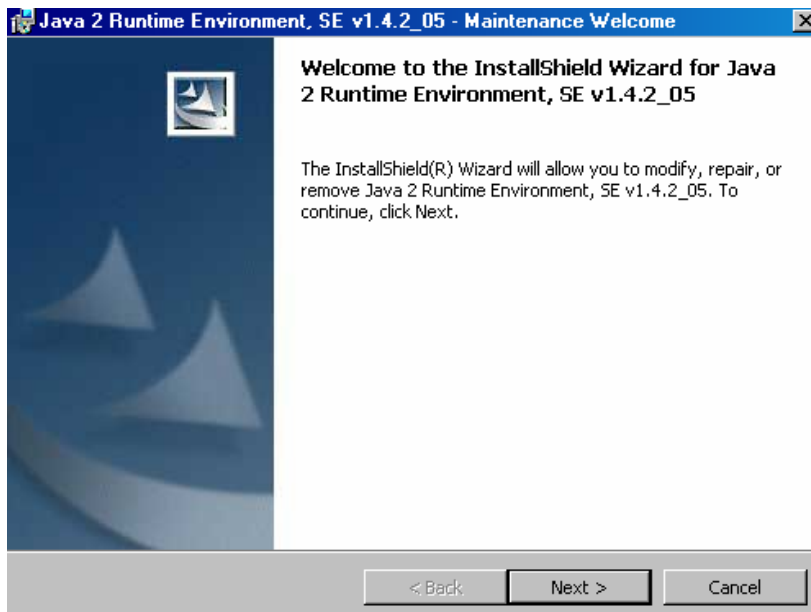 Java 2 Runtime Environment, SE v1.4.2_05 - Maintenance Welcome
Welcome to the InstallShield Wizard for Java
2 Runtime Environment, SE v1.4.2_05
The InstallShield(R) Wizard will allow you to modify, repair, or
remove Java 2 Runtime Environment, SE v1.4.2_05. To
continue, click Next.
< Back Next > Cancel